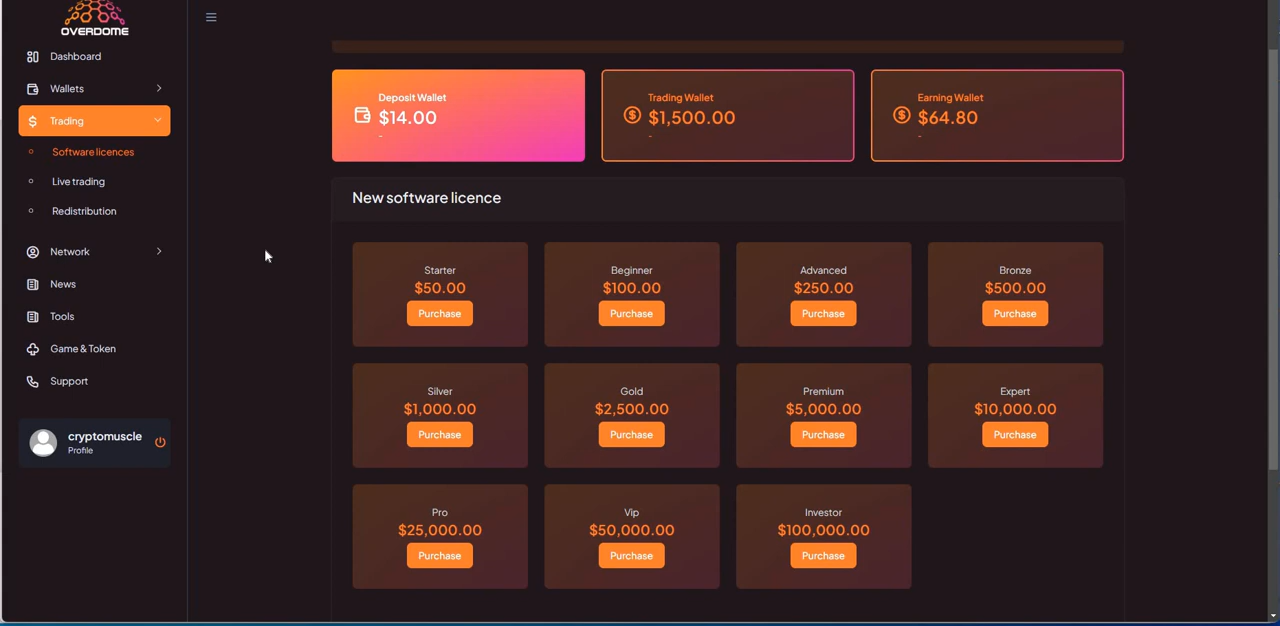 OVERDOME
Dashboard
Wallets
Trading
Software licences
Live trading
Redistribution
Network
News
Tools
Game & Token
Support
cryptomuscle
Profile
Deposit Wallet
$14.00
-
Trading Wallet
$1,500.00
-
Earning Wallet
$64.80
-
New software licence
Starter
$50.00
Purchase
Beginner
$100.00
Purchase
Advanced
$250.00
Purchase
Bronze
$500.00
Purchase
Silver
$1,000.00
Purchase
Gold
$2,500.00
Purchase
Premium
$5,000.00
Purchase
Expert
$10,000.00
Purchase
Pro
$25,000.00
Purchase
Vip
$50,000.00
Purchase
Investor
$100,000.00
Purchase